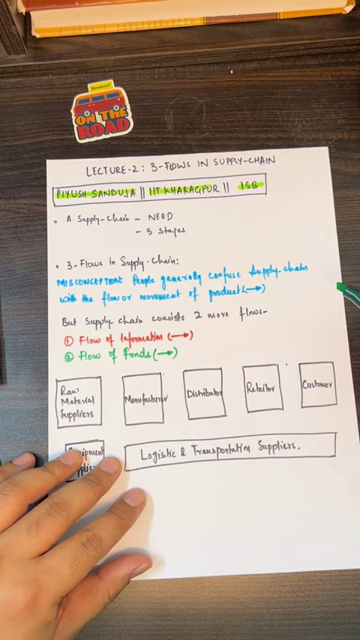 ON THE
ROAD
LECTURE-2: 3-FLOWS IN SUPPLY-CHAIN
PIYUSH SANDUJA || IIT KHARAGPUR || ISB
• A Supply-Chain - NEED
- 5 Stages
• 3-Flows In Supply-Chain:
MISCONCEPTION: People generally confuse Supply-chain
with the flow or movement of products(→)
But Supply chain consists 2 more flows-
① Flow of Information (→)
② Flow of Funds (→)
Raw Material Suppliers
Manufacturer
Distributor
Retailer
Customer
Logistic & Transportation Suppliers.